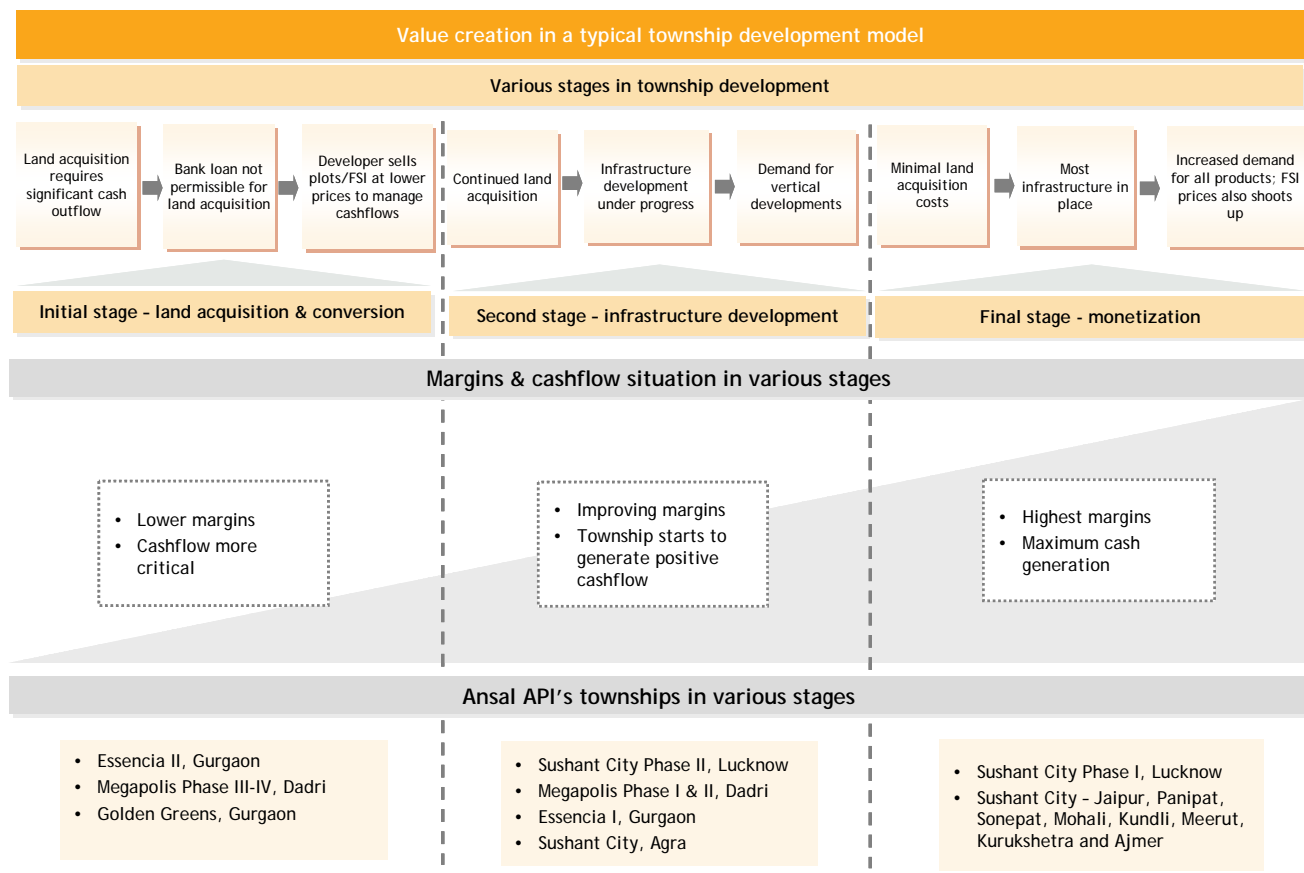 Value creation in a typical township development model
Various stages in township development
Land acquisition
requires
significant cash
outflow
Bank loan not
permissible for
land acquisition
Developer sells
plots/FSI at lower
prices to manage
cashflows
Continued land
acquisition
Infrastructure
development
under progress
Demand for
vertical
developments
Minimal land
acquisition
costs
Most
infrastructure in
place
Increased demand
for all products; FSI
prices also shoots
up
Initial stage – land acquisition & conversion
Second stage – infrastructure development
Final stage - monetization
Margins & cashflow situation in various stages
• Lower margins
• Cashflow more
critical
• Improving margins
• Township starts to
generate positive
cashflow
• Highest margins
• Maximum cash
generation
Ansal API's townships in various stages
• Essencia II, Gurgaon
• Megapolis Phase III-IV, Dadri
• Golden Greens, Gurgaon
• Sushant City Phase II, Lucknow
• Megapolis Phase I & II, Dadri
• Essencia I, Gurgaon
• Sushant City, Agra
• Sushant City Phase I, Lucknow
• Sushant City – Jaipur, Panipat,
Sonepat, Mohali, Kundli, Meerut,
Kurukshetra and Ajmer